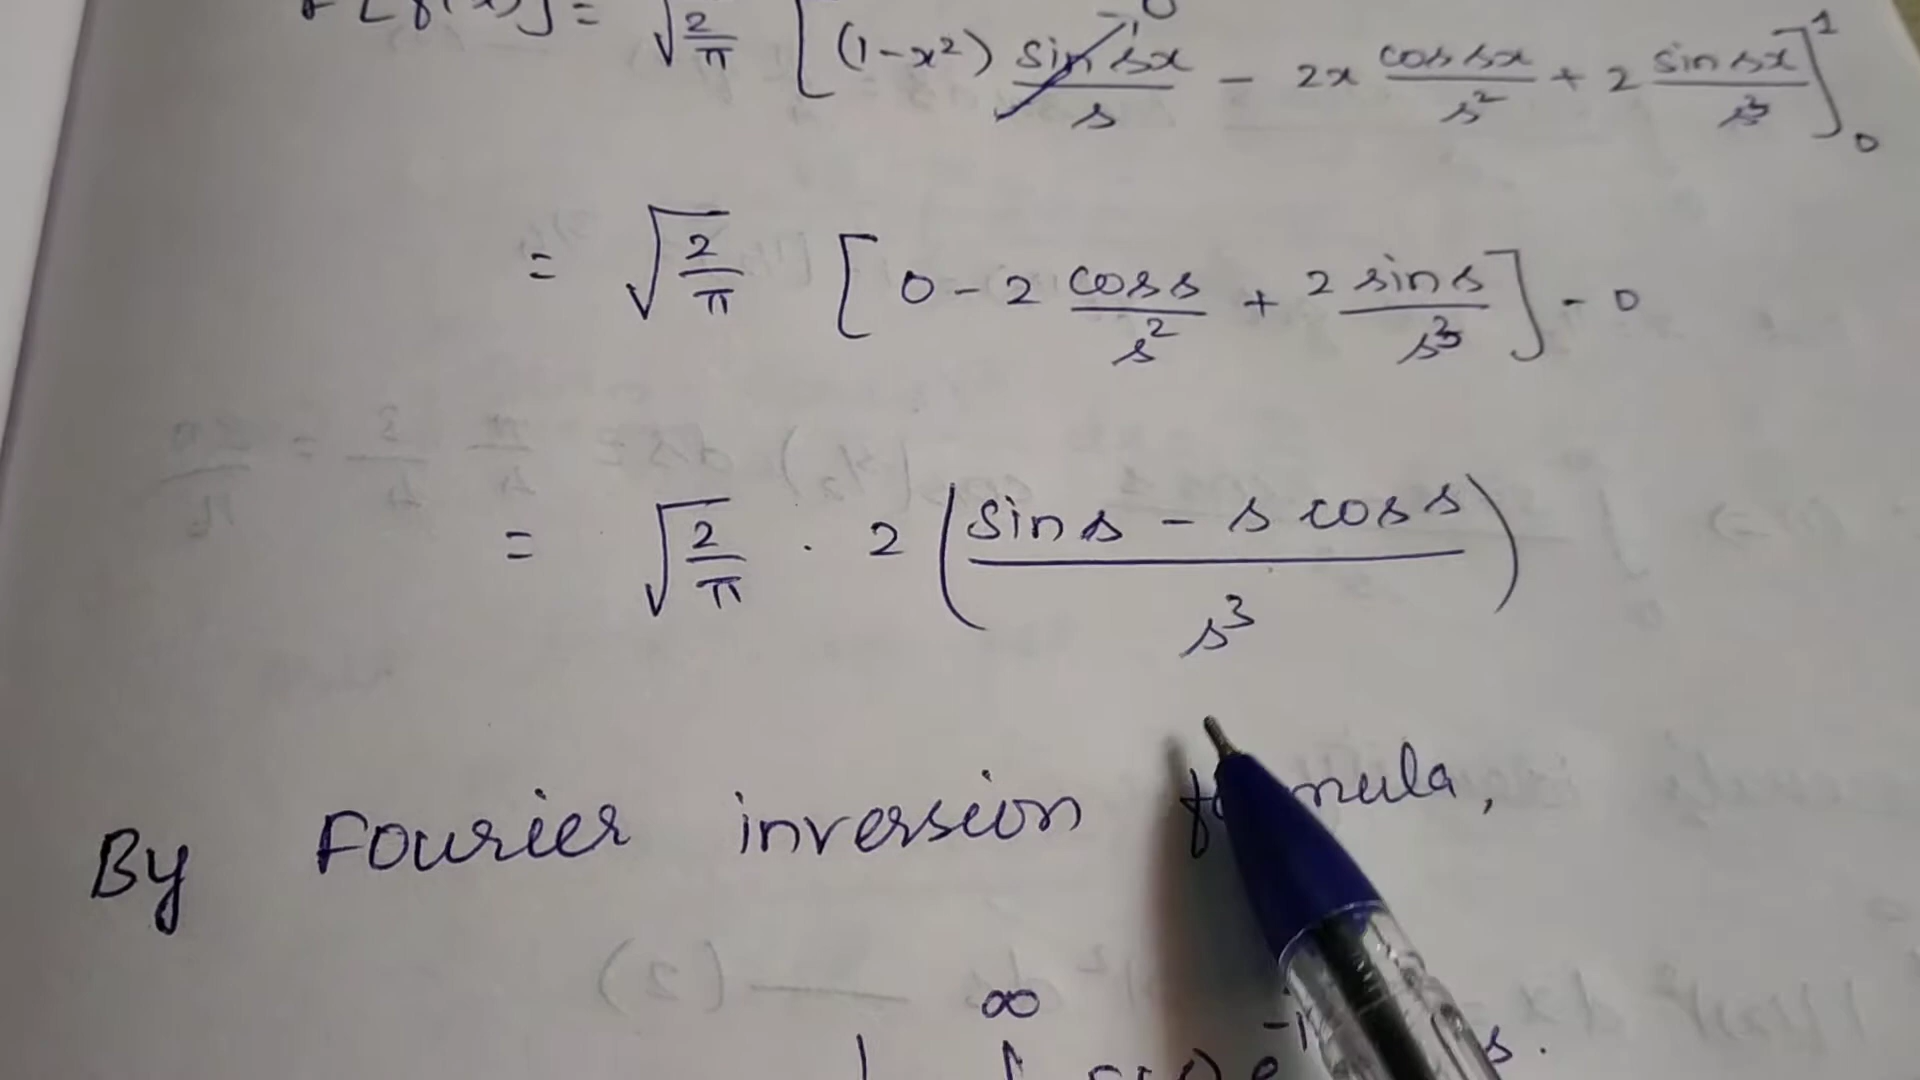 F[f(x)] = √(2/π) [ (1-x²) sin sx / s - 2x cos sx / s² + 2 sin sx / s³ ]₀¹
→0
= √(2/π) [ 0 - 2 cos s / s² + 2 sin s / s³ ] - 0
= √(2/π) · 2 ( sin s - s cos s / s³ )
By Fourier inversion formula,
∞